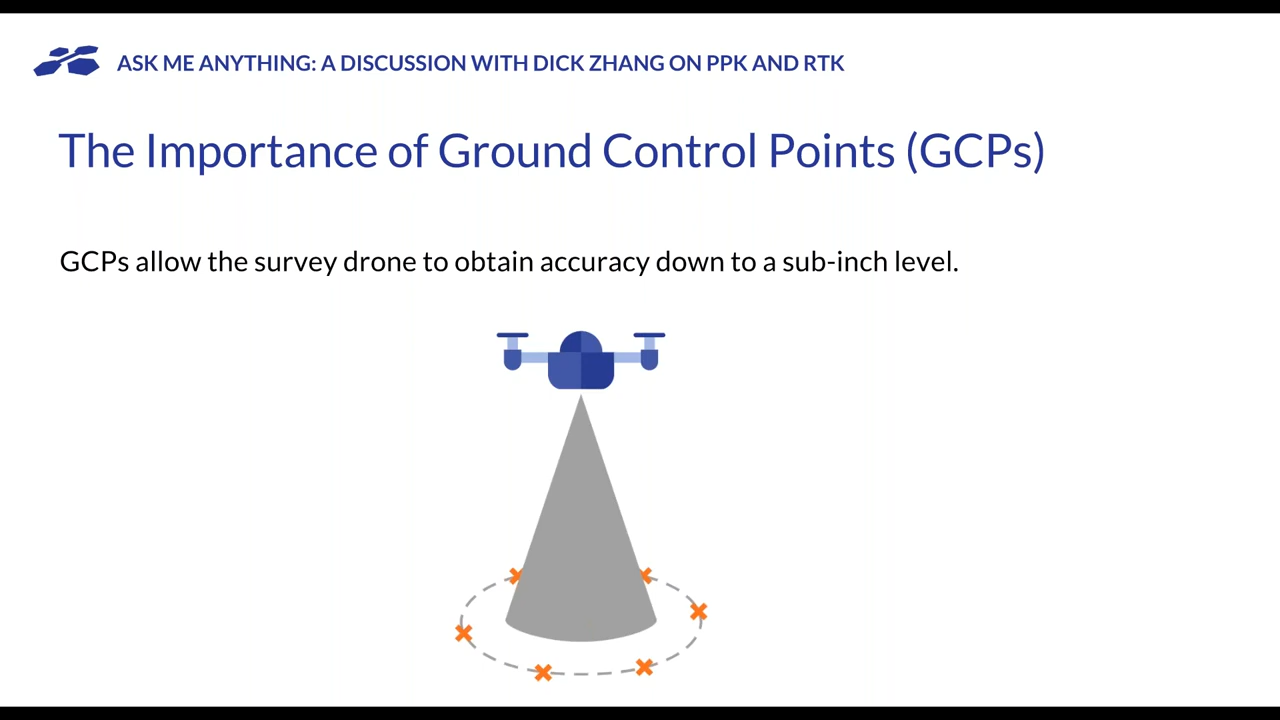 ASK ME ANYTHING: A DISCUSSION WITH DICK ZHANG ON PPK AND RTK
The Importance of Ground Control Points (GCPs)
GCPs allow the survey drone to obtain accuracy down to a sub-inch level.